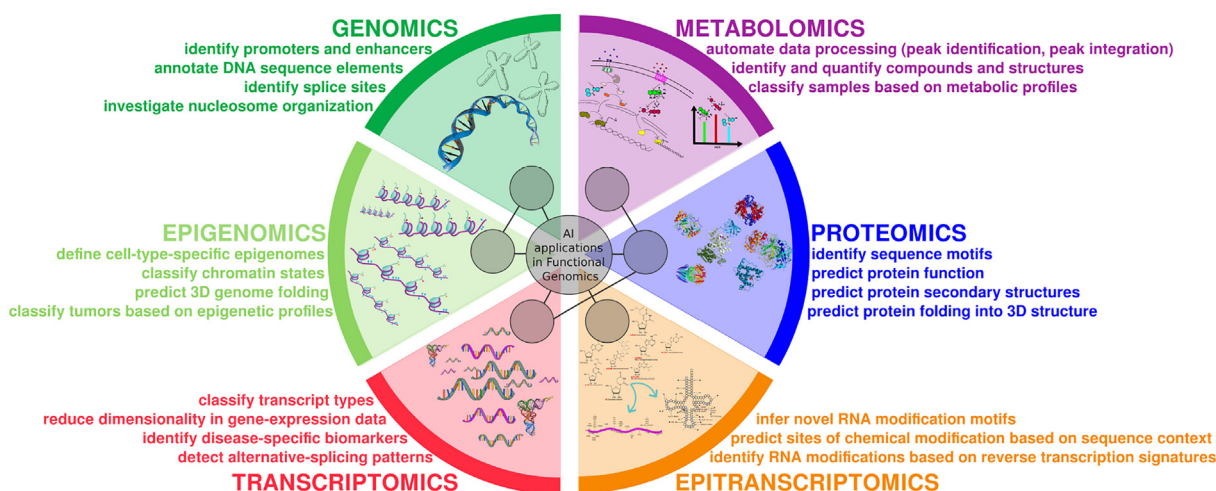 GENOMICS
identify promoters and enhancers
annotate DNA sequence elements
identify splice sites
investigate nucleosome organization
METABOLOMICS
automate data processing (peak identification, peak integration)
identify and quantify compounds and structures
classify samples based on metabolic profiles
EPIGENOMICS
define cell-type-specific epigenomes
classify chromatin states
predict 3D genome folding
classify tumors based on epigenetic profiles
AI
applications
in Functional
Genomics
PROTEOMICS
identify sequence motifs
predict protein function
predict protein secondary structures
predict protein folding into 3D structure
classify transcript types
reduce dimensionality in gene-expression data
identify disease-specific biomarkers
detect alternative-splicing patterns
TRANSCRIPTOMICS
infer novel RNA modification motifs
predict sites of chemical modification based on sequence context
identify RNA modifications based on reverse transcription signatures
EPITRANSCRIPTOMICS